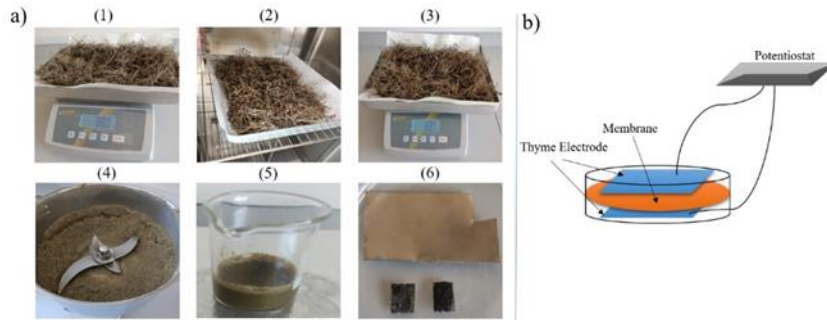 a)
(1)
(2)
(3)
(4)
(5)
(6)
b)
Potentiostat
Membrane
Thyme Electrode